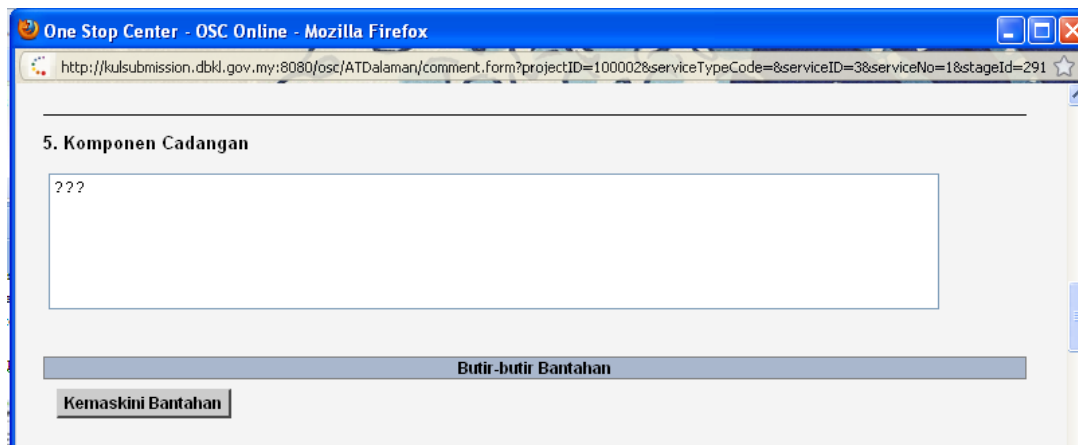 One Stop Center - OSC Online - Mozilla Firefox
http://kulsubmission.dbkl.gov.my:8080/osc/ATDalaman/comment.form?projectID=100002&serviceTypeCode=&serviceID=3&serviceNo=1&stageId=291
5. Komponen Cadangan
???
Butir-butir Bantahan
Kemaskini Bantahan